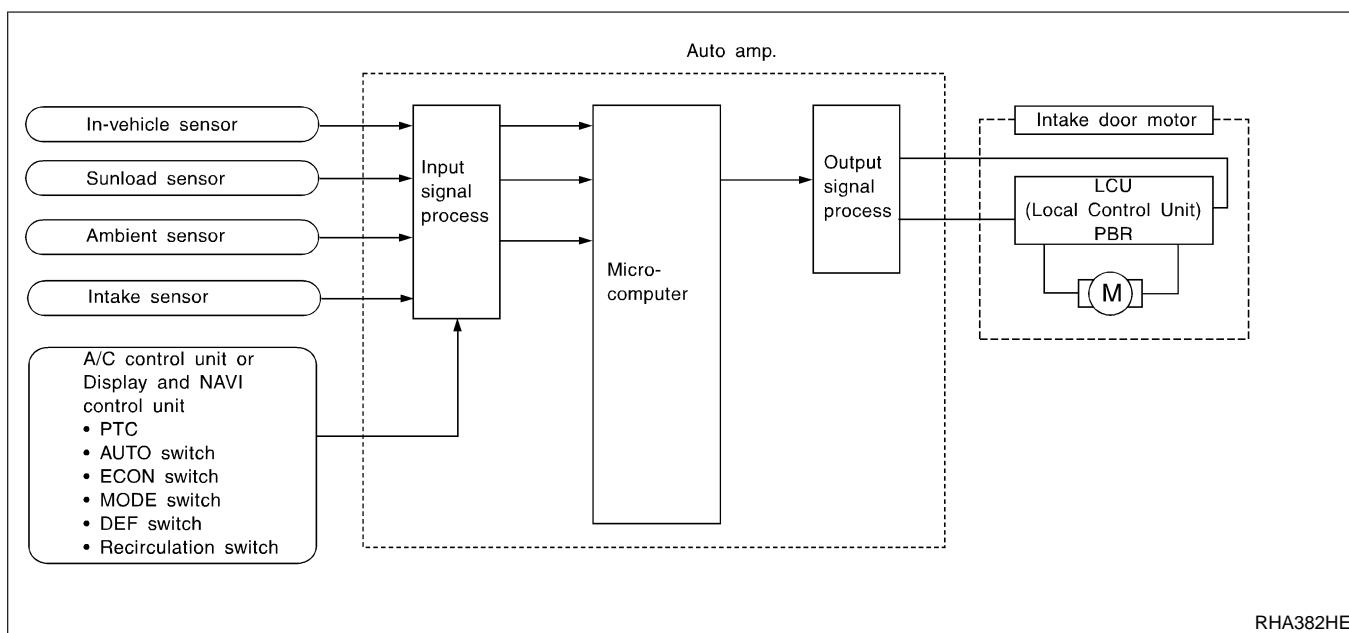 Auto amp.
In-vehicle sensor
Sunload sensor
Ambient sensor
Intake sensor
A/C control unit or
Display and NAVI
control unit
• PTC
• AUTO switch
• ECON switch
• MODE switch
• DEF switch
• Recirculation switch
Input
signal
process
Micro-
computer
Output
signal
process
Intake door motor
LCU
(Local Control Unit)
PBR
M
RHA382HE